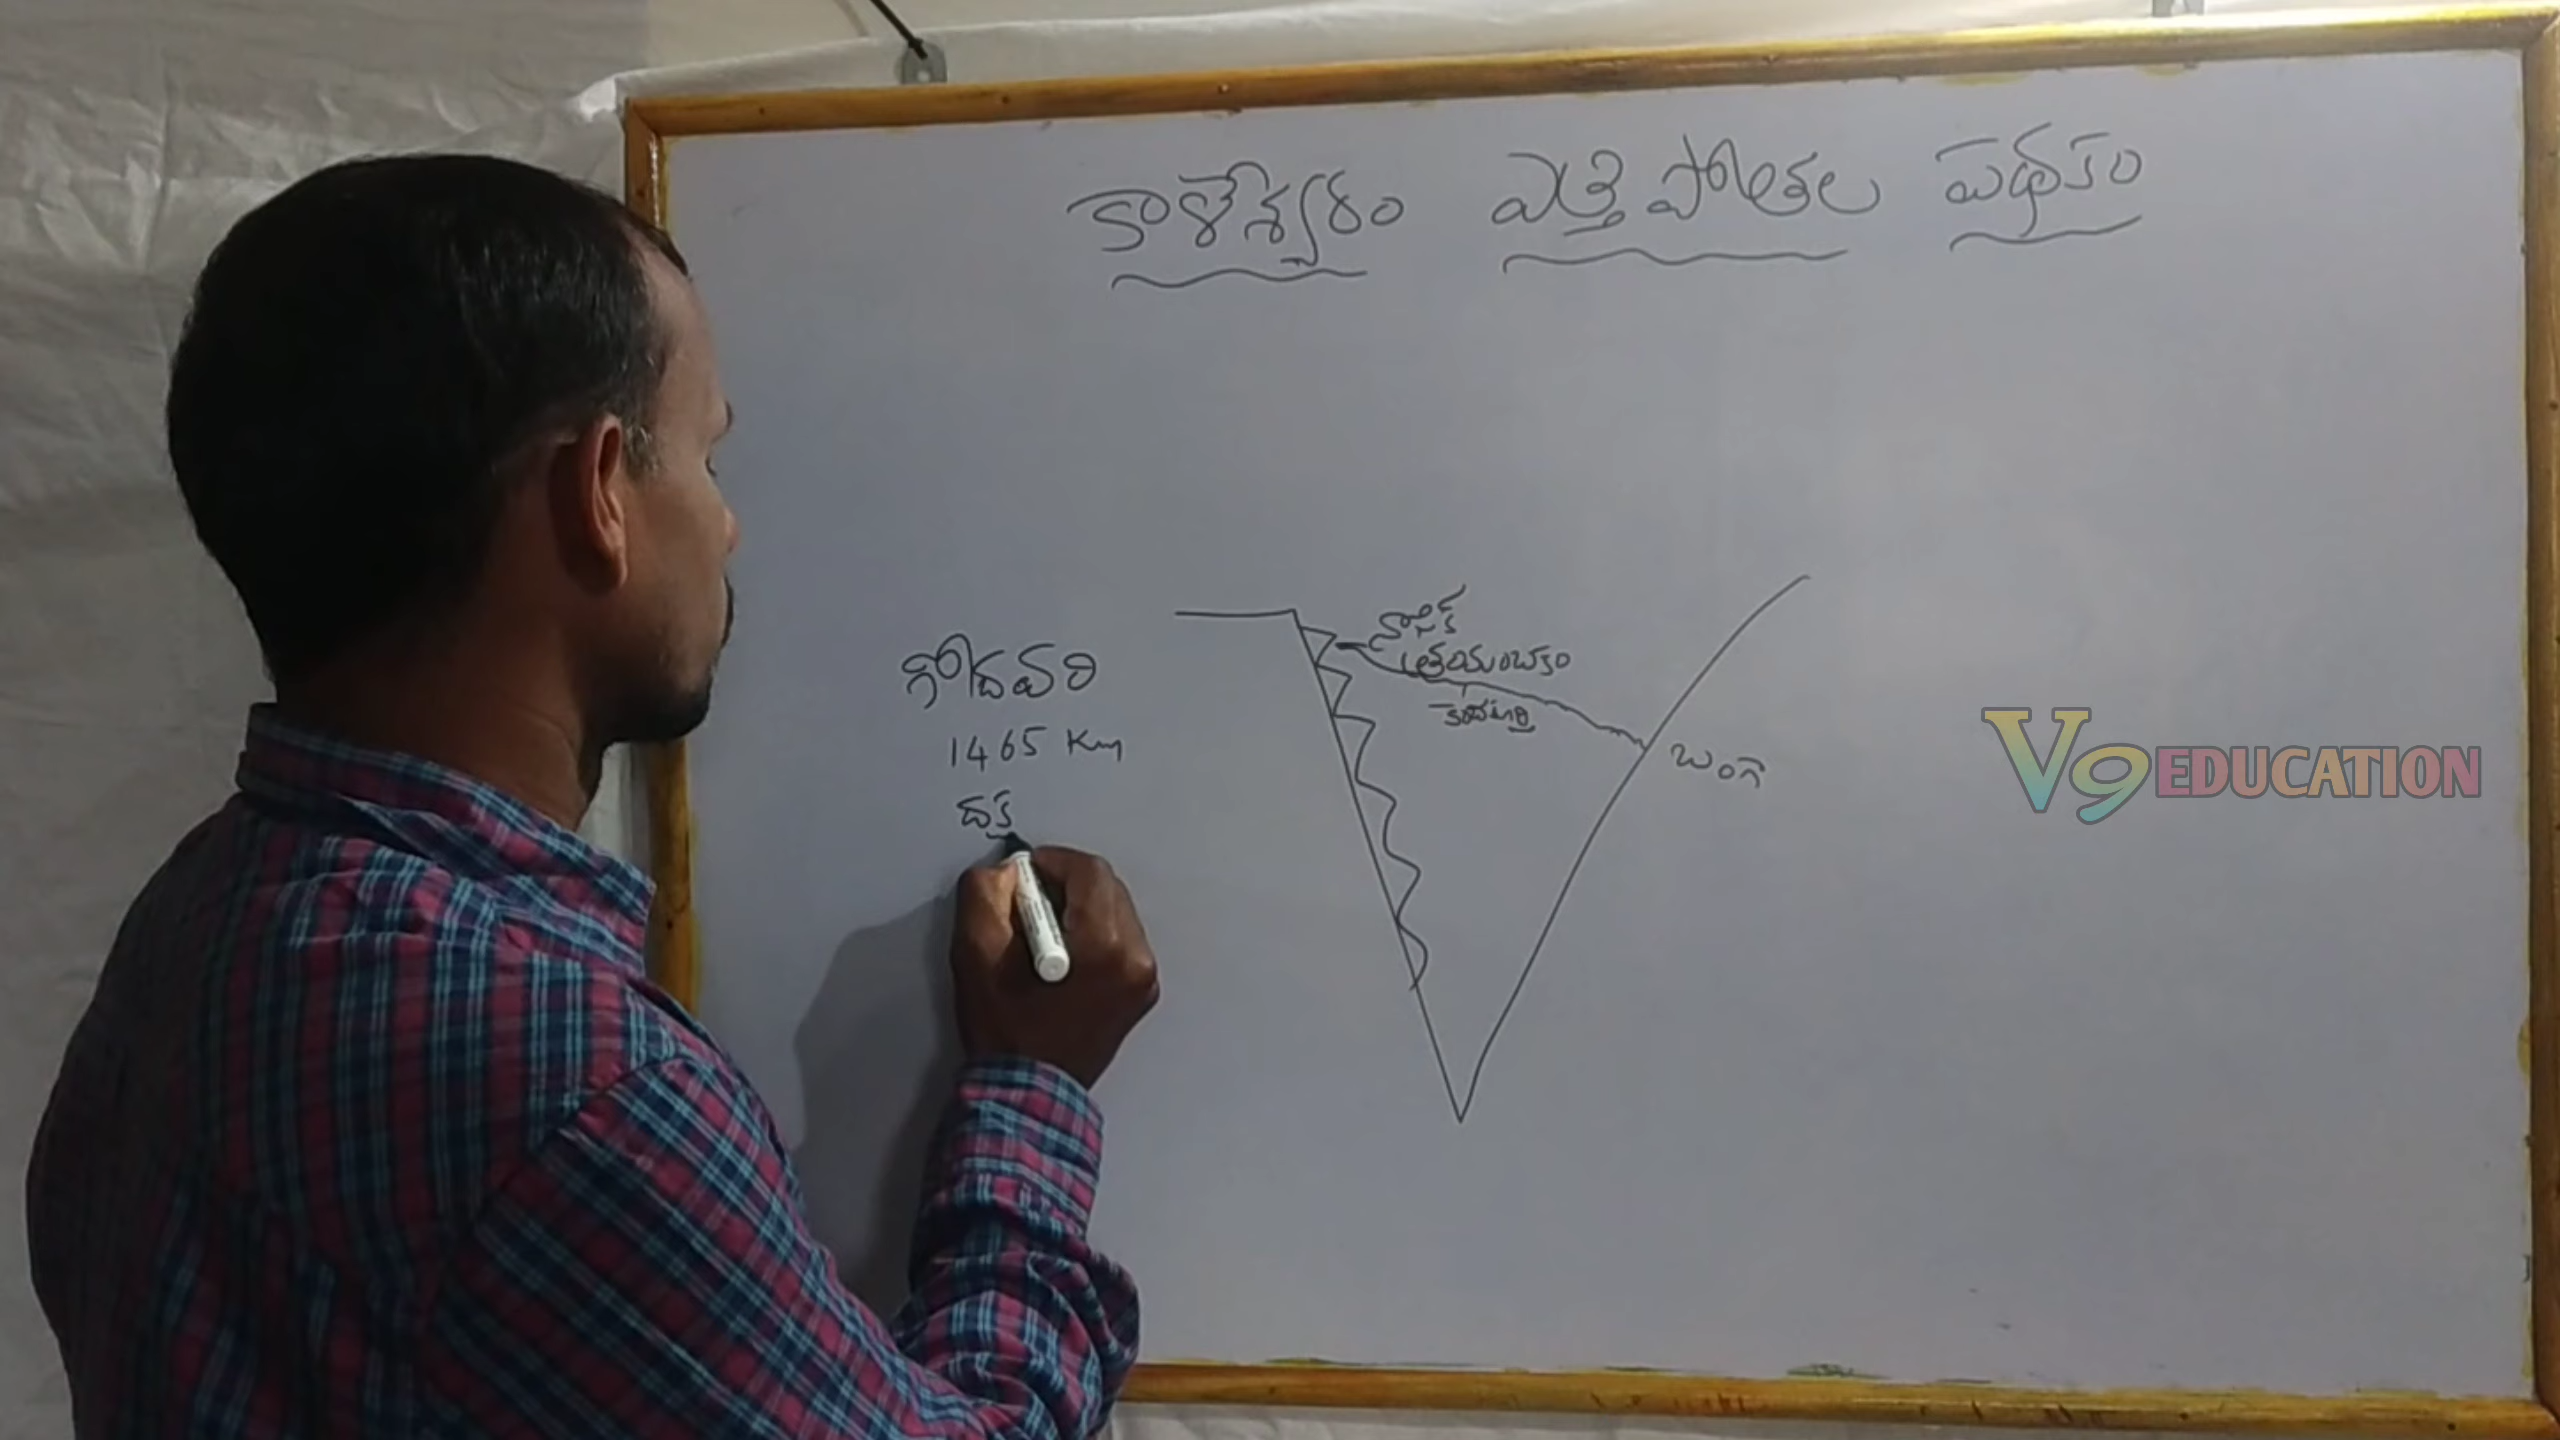 కాళేశ్వరం ఎత్తి పోతల పథకం
నాసిక్
త్రయంబకం
కందకుర్తి
గోదావరి
1465 Km
దక్ష
బంగా
V9 EDUCATION